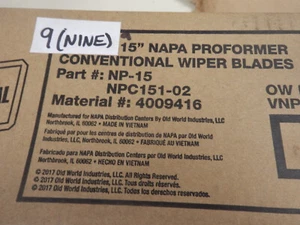 9 (NINE)
15" NAPA PROFORMER
CONVENTIONAL WIPER BLADES
Part #: NP-15
NPC151-02
Material #: 4009416
OW
VNP
Manufactured for NAPA Distribution Centers by Old World Industries, LLC
Northbrook, IL 60062 • MADE IN VIETNAM
Fabriqué par pour les centres de distribution NAPA par Old World
Industries, LLC, Northbrook, IL 60062 • FABRIQUÉ AU VIETNAM
Fabricado para NAPA Distribution Centers por Old World Industries, LLC
Northbrook, IL 60062 • HECHO EN VIETNAM
© 2017 Old World Industries, LLC. All Rights Reserved.
© 2017 Old World Industries, LLC. Tous droits réservés.
© 2017 Old World Industries, LLC. Todos los derechos reservados.